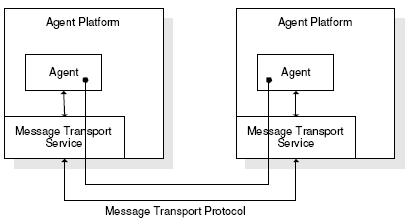 Agent Platform
Agent
Message Transport
Service
Agent Platform
Agent
Message Transport
Service
Message Transport Protocol